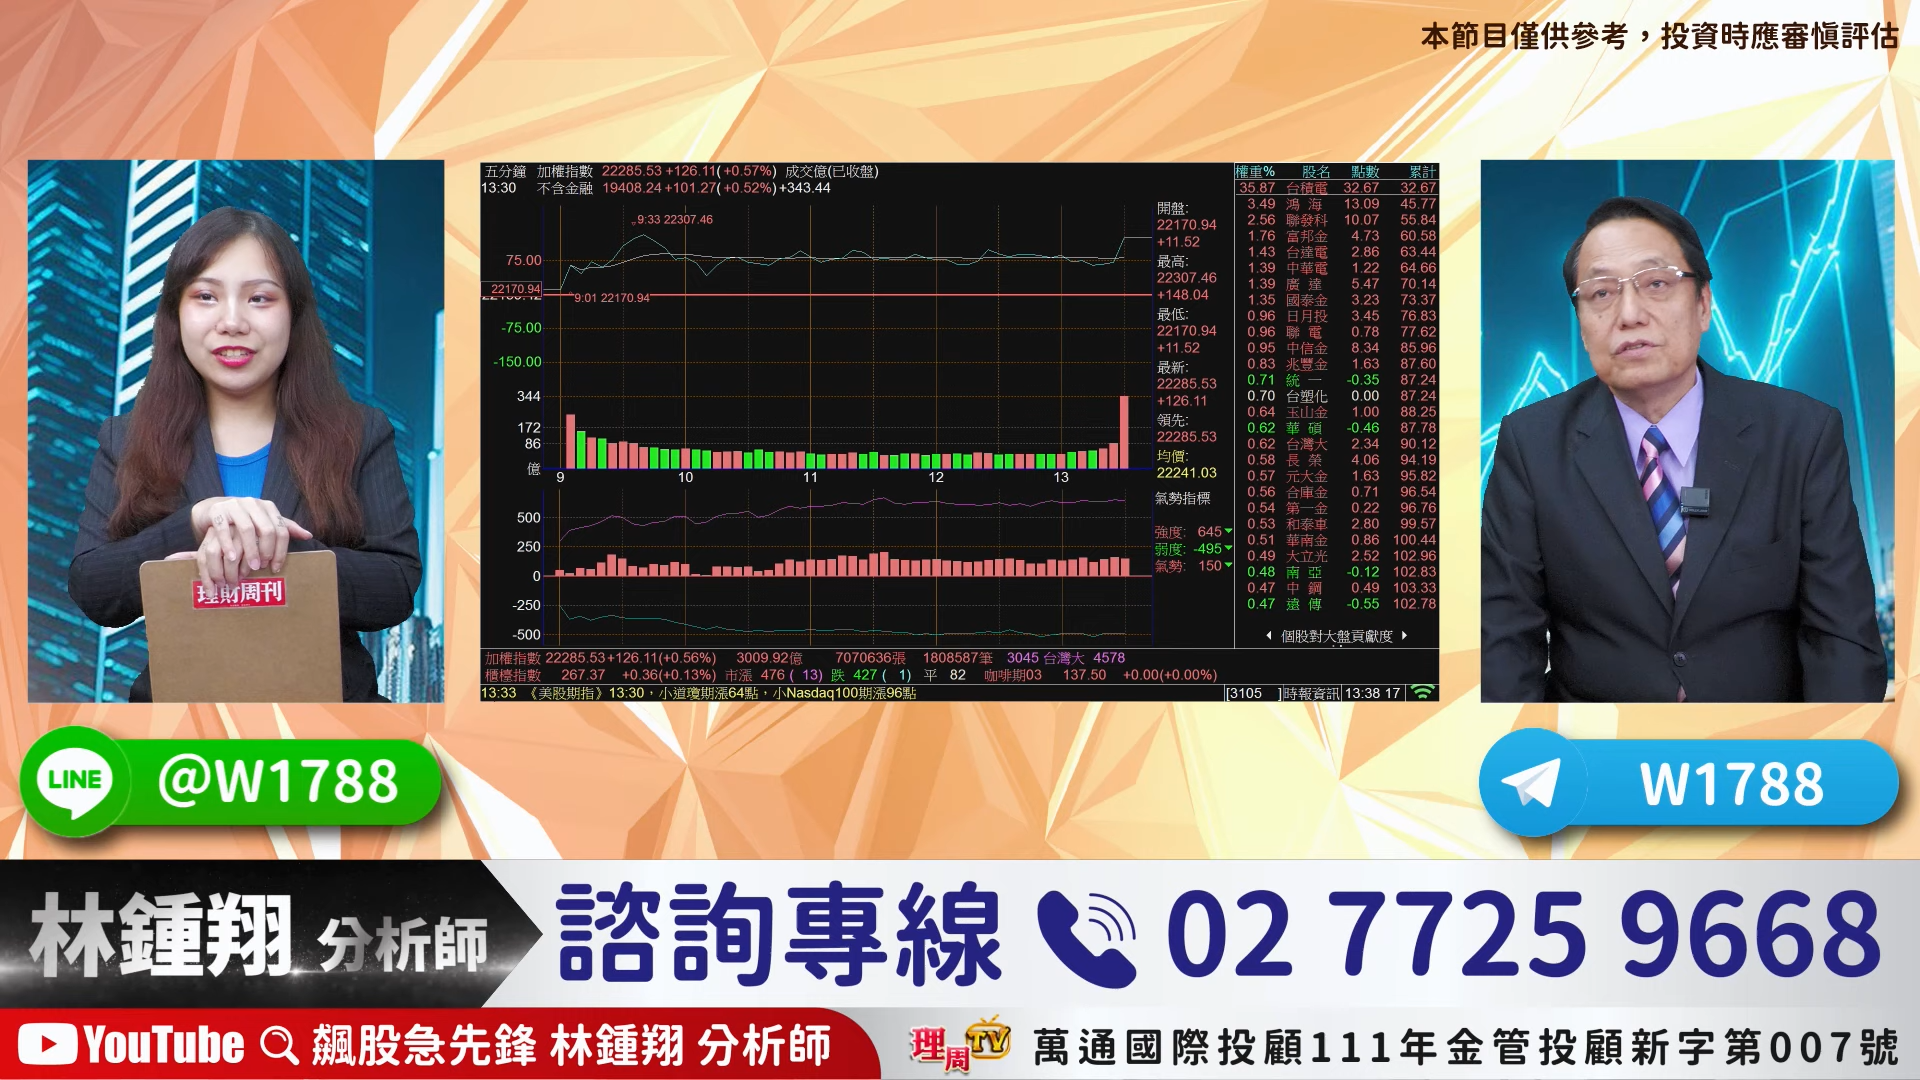 本節目僅供參考，投資時應審慎評估
五分鐘 加權指數 22285.53 +126.11(+0.57%) 成交億(已收盤)
13:30 不含金融 19408.24 +101.27(+0.52%) +343.44
9:33 22307.46
75.00
22170.94
9:01 22170.94
-75.00
-150.00
344
172
86
億
9 10 11 12 13
500
250
0
-250
-500
開盤:
22170.94
+11.52
最高:
22307.46
+148.04
最低:
22170.94
+11.52
最新:
22285.53
+126.11
領先:
22285.53
均價:
22241.03
氣勢指標
強度: 645
弱度: -495
氣勢: 150
權重% 股名 點數 累計
35.87 台積電 32.67 32.67
3.49 鴻海 13.09 45.77
2.56 聯發科 10.07 55.84
1.76 富邦金 4.73 60.58
1.43 台達電 2.86 63.44
1.39 中華電 1.22 64.66
1.39 廣達 5.47 70.14
1.35 國泰金 3.23 73.37
0.96 日月投 3.45 76.83
0.96 聯電 0.78 77.62
0.95 中信金 8.34 85.96
0.83 兆豐金 1.63 87.60
0.71 統一 -0.35 87.24
0.70 台塑化 0.00 87.24
0.64 玉山金 1.00 88.25
0.62 華碩 -0.46 87.78
0.62 台灣大 2.34 90.12
0.58 長榮 4.06 94.19
0.57 元大金 1.63 95.82
0.56 合庫金 0.71 96.54
0.54 第一金 0.22 96.76
0.53 和泰車 2.80 99.57
0.51 華南金 0.86 100.44
0.49 大立光 2.52 102.96
0.48 南亞 -0.12 102.83
0.47 中鋼 0.49 103.33
0.47 遠傳 -0.55 102.78
個股對大盤貢獻度
加權指數 22285.53 +126.11(+0.56%) 3009.92億 7070636張 1808587筆 3045 台灣大 4578
櫃檯指數 267.37 +0.36(+0.13%) 市漲 476 ( 13) 跌 427 ( 1) 平 82 咖啡期03 137.50 +0.00(+0.00%)
13:33 《美股期指》13:30，小道瓊期漲64點，小Nasdaq100期漲96點 [3105 ]時報資訊 13:38 17
理財周刊
LINE @W1788
W1788
林鍾翔 分析師
諮詢專線 02 7725 9668
YouTube 飆股急先鋒 林鍾翔 分析師
理周TV 萬通國際投顧111年金管投顧新字第007號